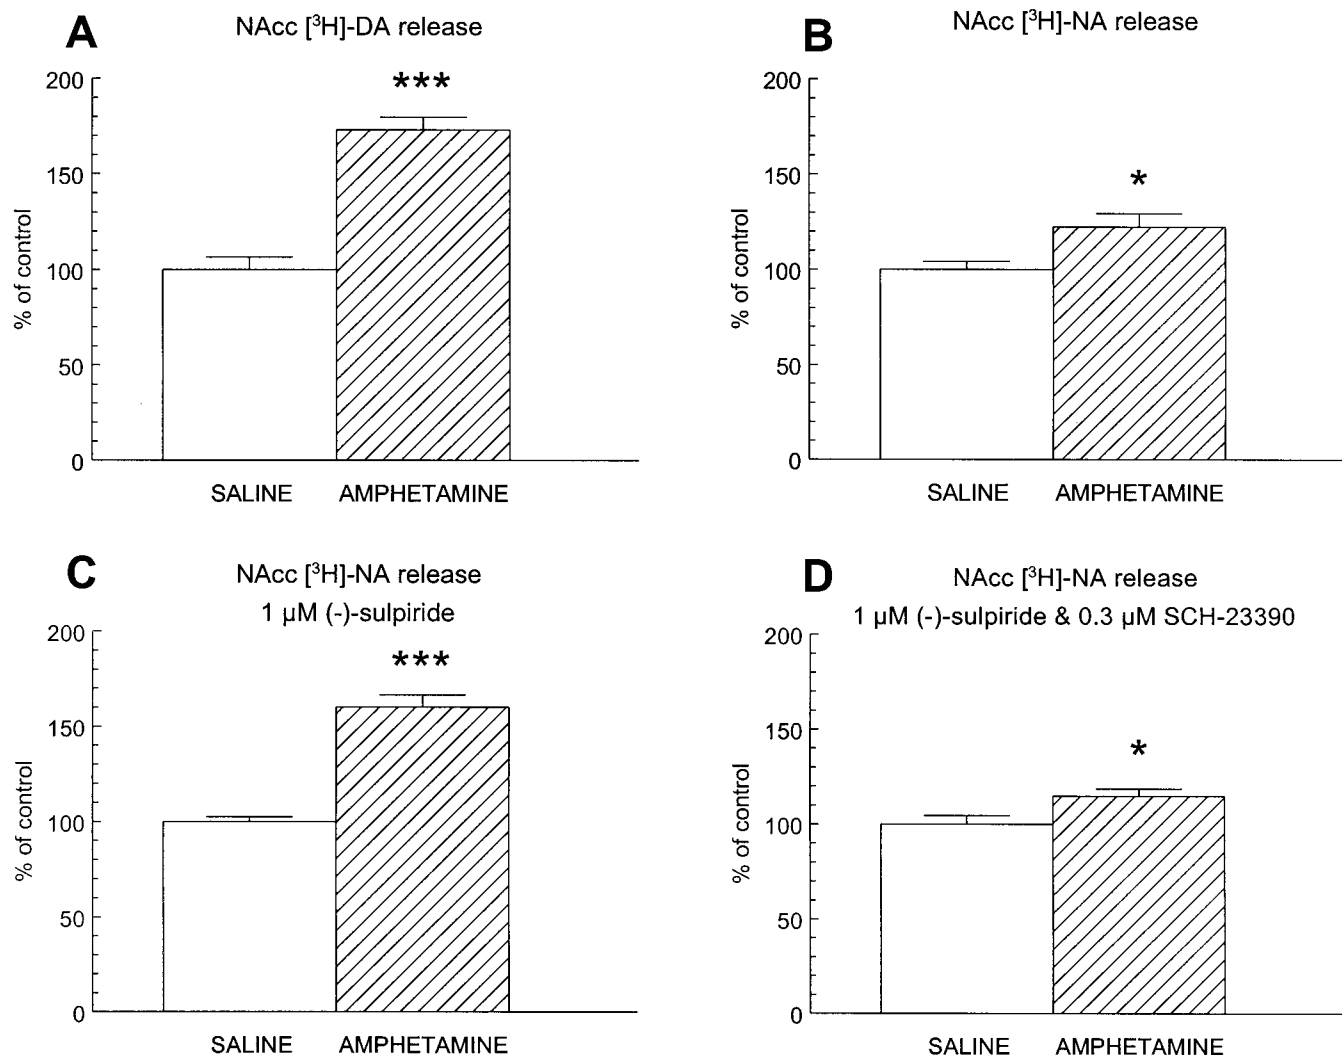 A
NAcc [³H]-DA release
200
***
150
100
50
0
% of control
SALINE AMPHETAMINE
B
NAcc [³H]-NA release
200
150
*
100
50
0
% of control
SALINE AMPHETAMINE
C
NAcc [³H]-NA release
1 µM (-)-sulpiride
200
***
150
100
50
0
% of control
SALINE AMPHETAMINE
D
NAcc [³H]-NA release
1 µM (-)-sulpiride & 0.3 µM SCH-23390
200
150
*
100
50
0
% of control
SALINE AMPHETAMINE